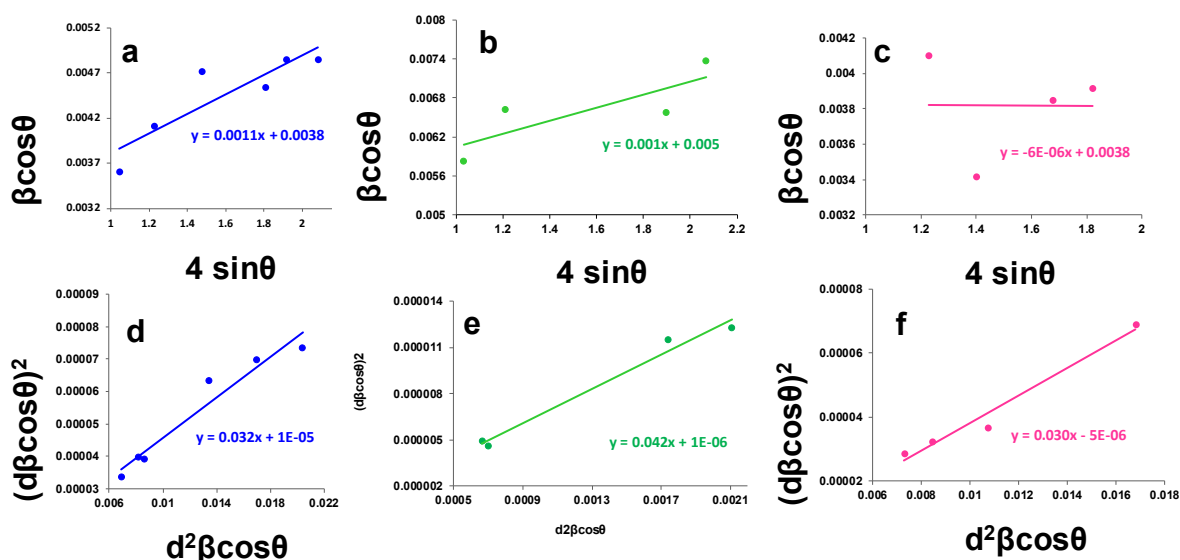 a
βcosθ
0.0052
0.0047
0.0042
0.0037
0.0032
y = 0.0011x + 0.0038
1 1.2 1.4 1.6 1.8 2
4 sinθ
b
βcosθ
0.008
0.0074
0.0068
0.0062
0.0056
0.005
y = 0.001x + 0.005
1 1.2 1.4 1.6 1.8 2 2.2
4 sinθ
c
βcosθ
0.0042
0.004
0.0038
0.0036
0.0034
0.0032
y = -6E-06x + 0.0038
1 1.2 1.4 1.6 1.8 2
4 sinθ
d
(dβcosθ)²
0.00009
0.00008
0.00007
0.00006
0.00005
0.00004
0.00003
y = 0.032x + 1E-05
0.006 0.01 0.014 0.018 0.022
d²βcosθ
e
(dβcosθ)2
0.000014
0.000011
0.000008
0.000005
0.000002
y = 0.042x + 1E-06
0.0005 0.0009 0.0013 0.0017 0.0021
d2βcosθ
f
(dβcosθ)²
0.00008
0.00006
0.00004
0.00002
y = 0.030x - 5E-06
0.006 0.008 0.01 0.012 0.014 0.016 0.018
d²βcosθ